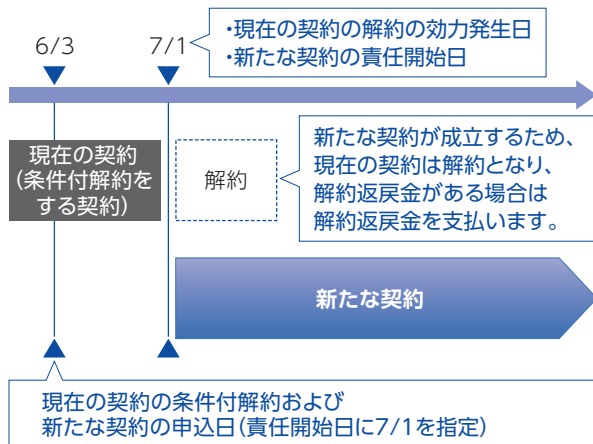 6/3
7/1
・現在の契約の解約の効力発生日
・新たな契約の責任開始日
現在の契約
(条件付解約を
する契約)
解約
新たな契約が成立するため、
現在の契約は解約となり、
解約返戻金がある場合は
解約返戻金を支払います。
新たな契約
現在の契約の条件付解約および
新たな契約の申込日(責任開始日に7/1を指定)